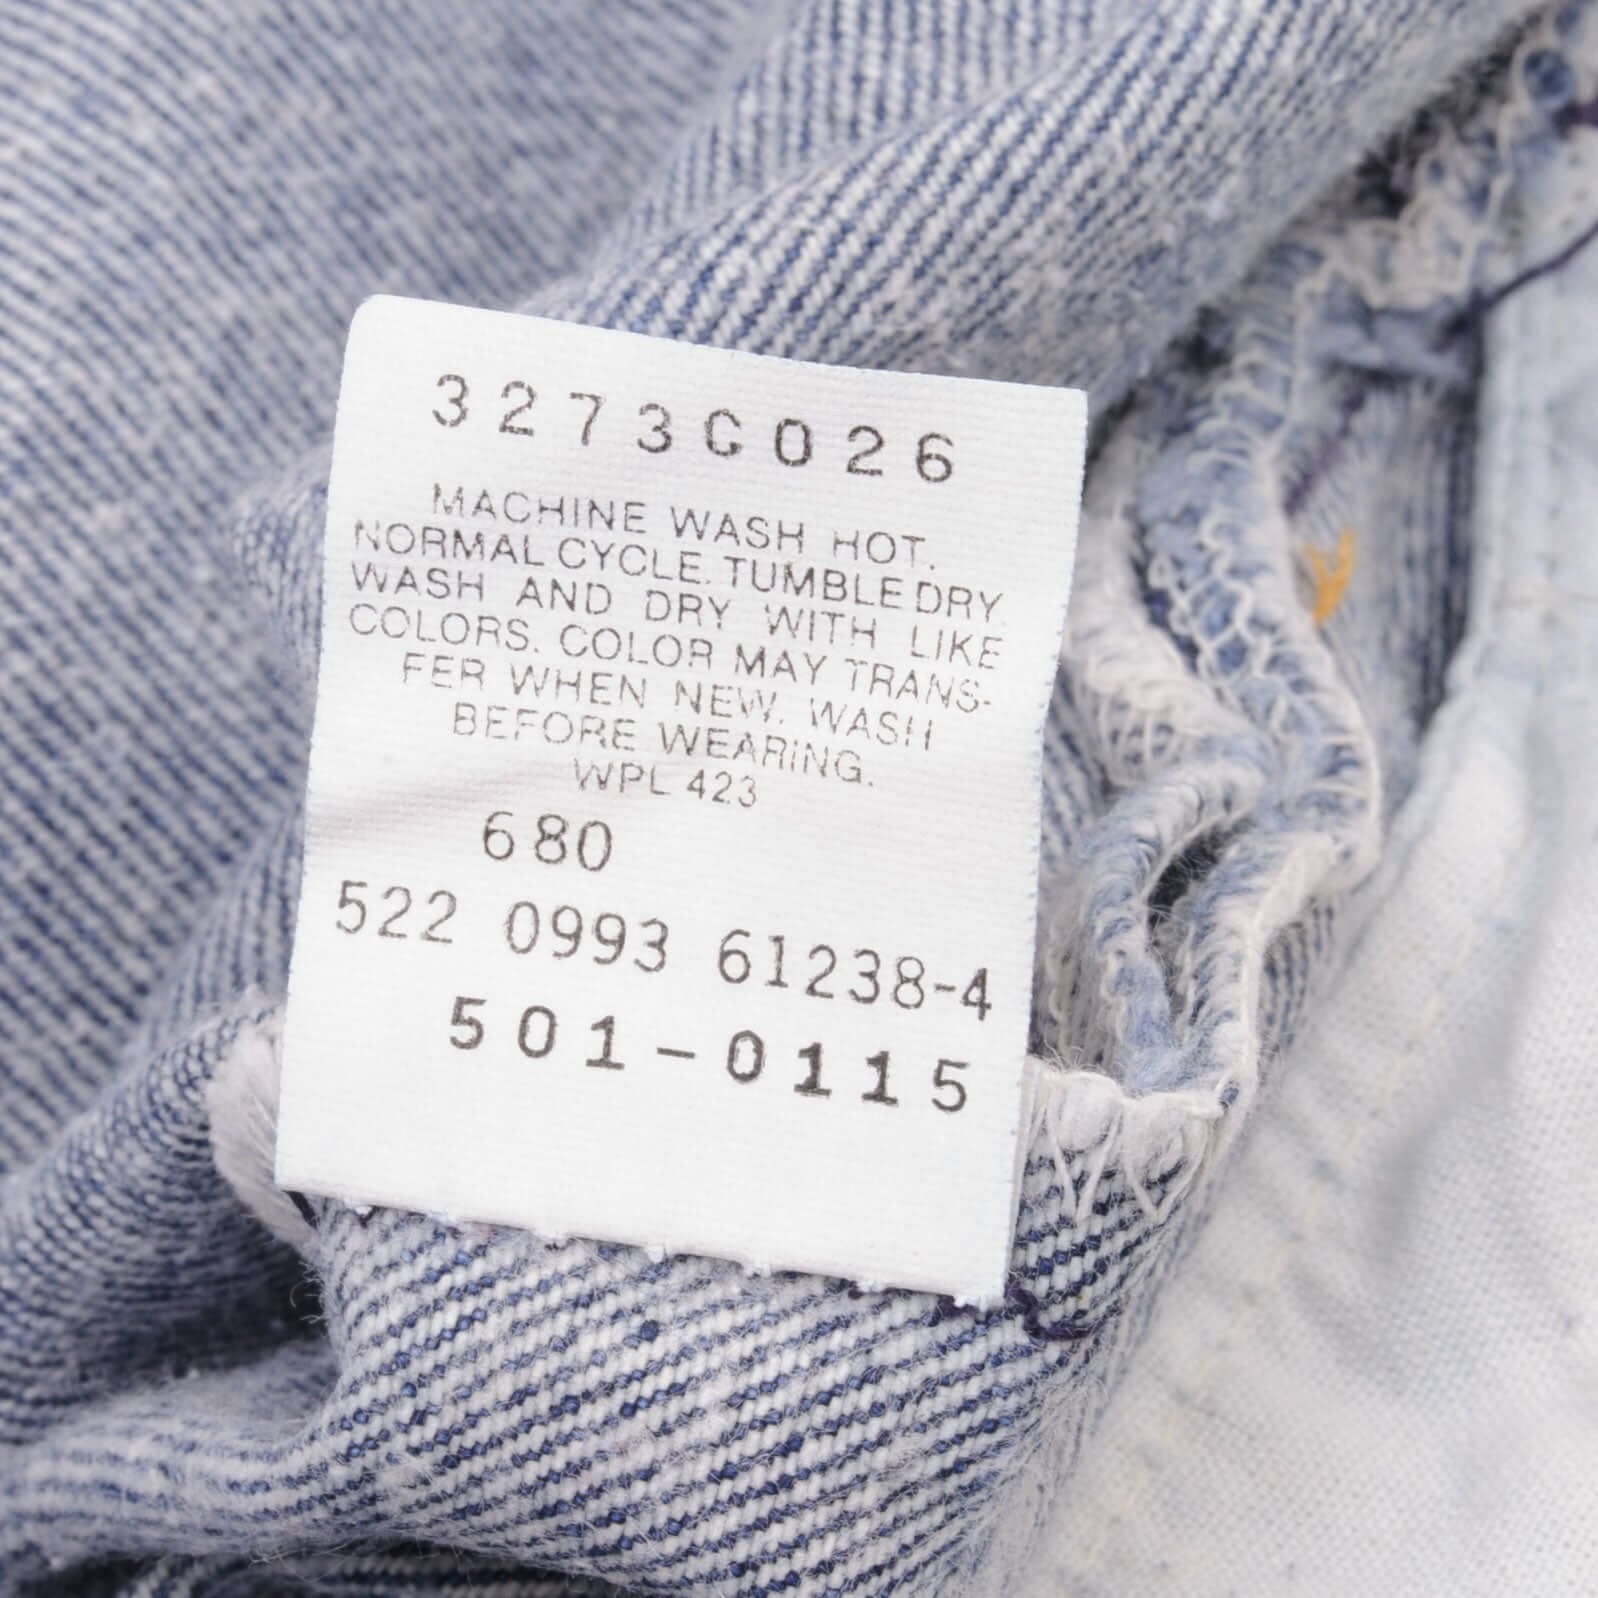 3273C026
MACHINE WASH HOT.
NORMAL CYCLE. TUMBLE DRY.
WASH AND DRY WITH LIKE
COLORS. COLOR MAY TRANS-
FER WHEN NEW. WASH
BEFORE WEARING.
WPL 423
680
522 0993 61238-4
501-0115